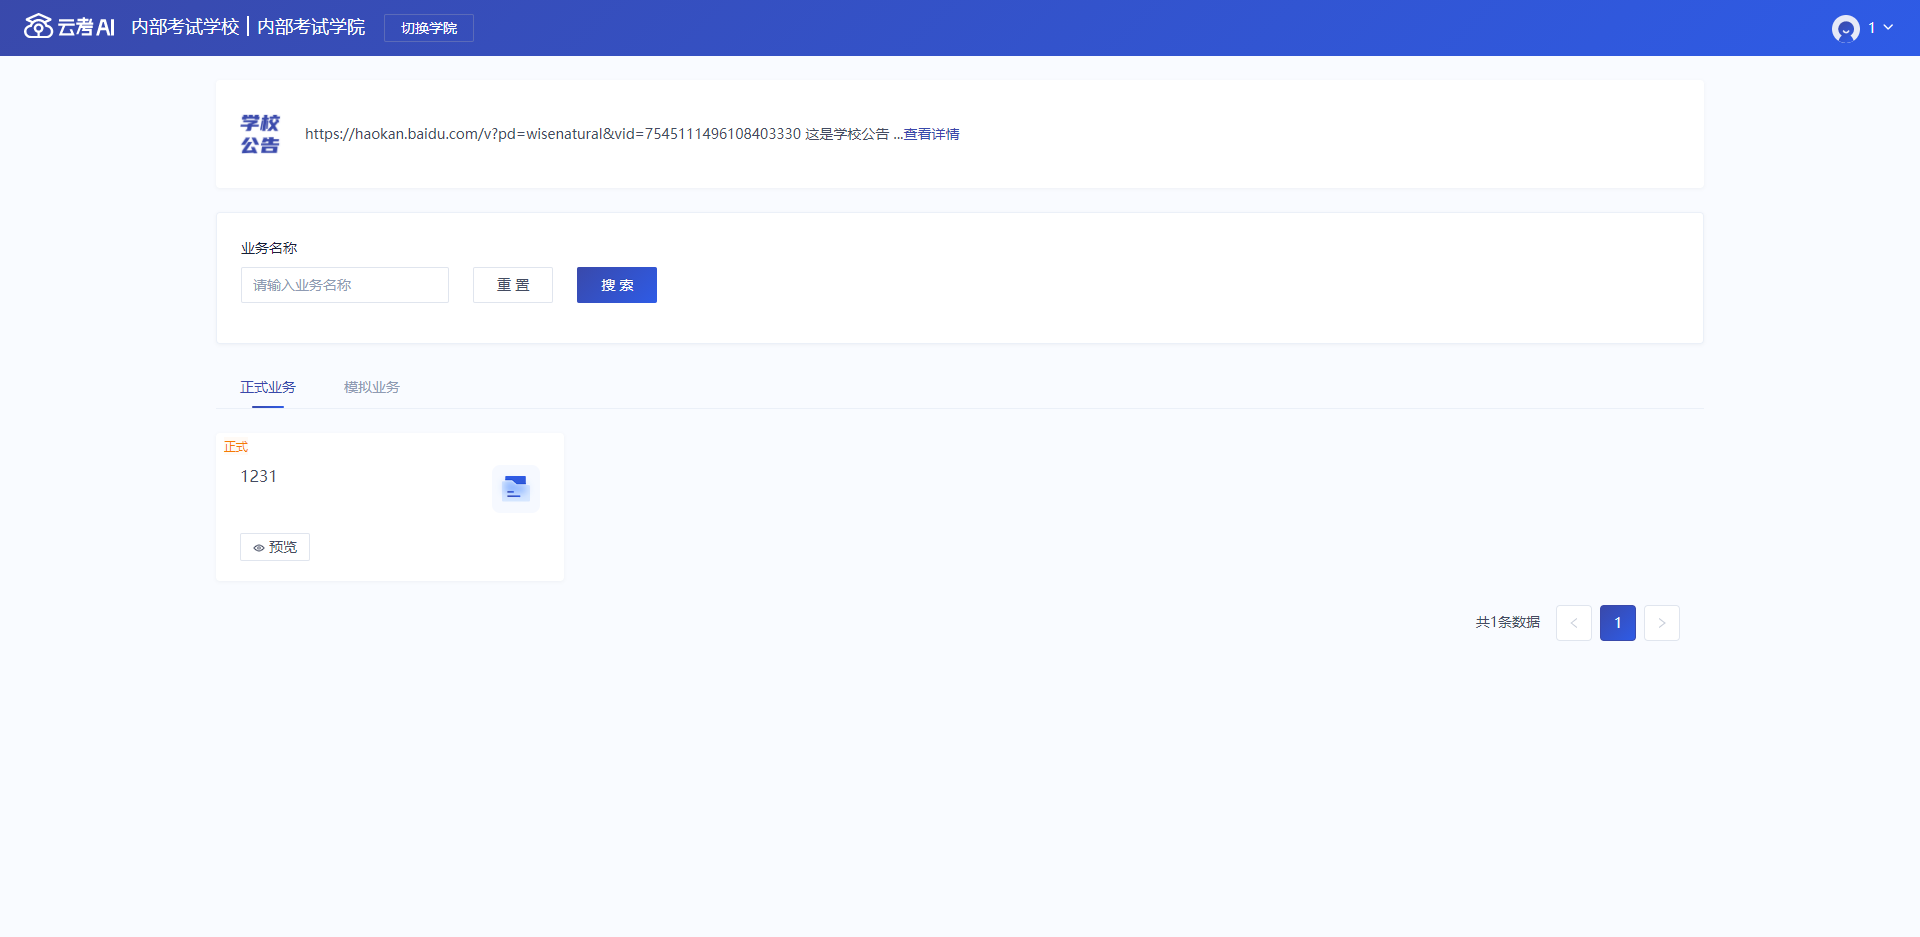 云考AI 内部考试学校 | 内部考试学院 切换学院 1
学校
公告
https://haokan.baidu.com/v?pd=wisenatural&vid=7545111496108403330 这是学校公告 ...查看详情
业务名称
请输入业务名称 重 置 搜 索
正式业务 模拟业务
正式
1231
预览
共1条数据 < 1 >